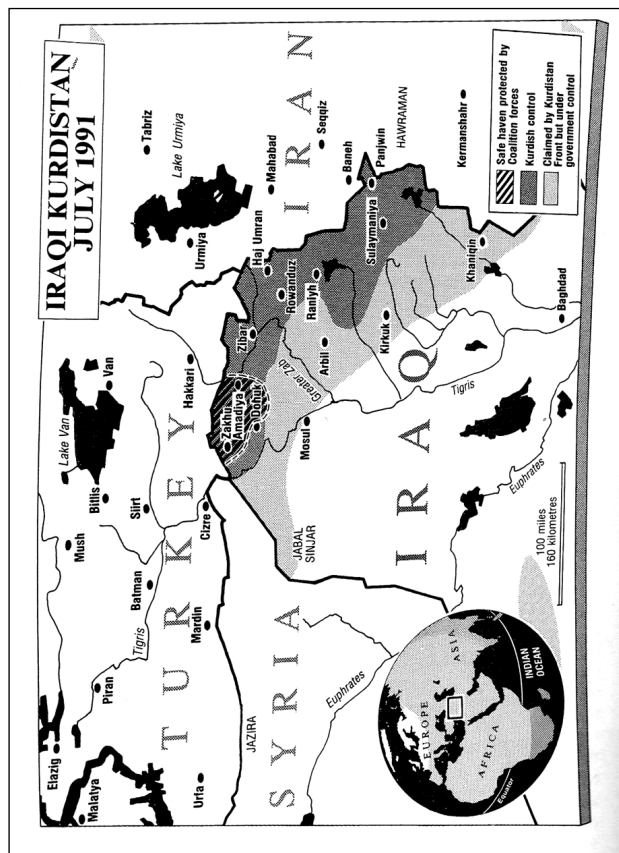 IRAQI KURDISTAN
JULY 1991
Elazig
Malatya
Piran
Mush
Bitlis
Lake Van
Van
Batman
Siirt
Tigris
TURKEY
Urfa
Mardin
Cizre
Hakkari
Lake Urmiya
Urmiya
Tabriz
Mahabad
Saqqiz
Baneh
Panjwin
HAWRAMAN
Kermanshahr
IRAN
Zakhu
Amadiya
Dohuk
Zibar
Haj Umran
Rowanduz
Raniyh
Sulaymaniya
Greater Zab
Arbil
Mosul
Kirkuk
Khaniqin
Baghdad
JAZIRA
SYRIA
Euphrates
JABAL
SINJAR
IRAQ
Tigris
Euphrates
100 miles
160 kilometres
EUROPE
ASIA
AFRICA
INDIAN
OCEAN
Equator
Safe haven protected by
Coalition forces
Kurdish control
Claimed by Kurdistan
Front but under
government control